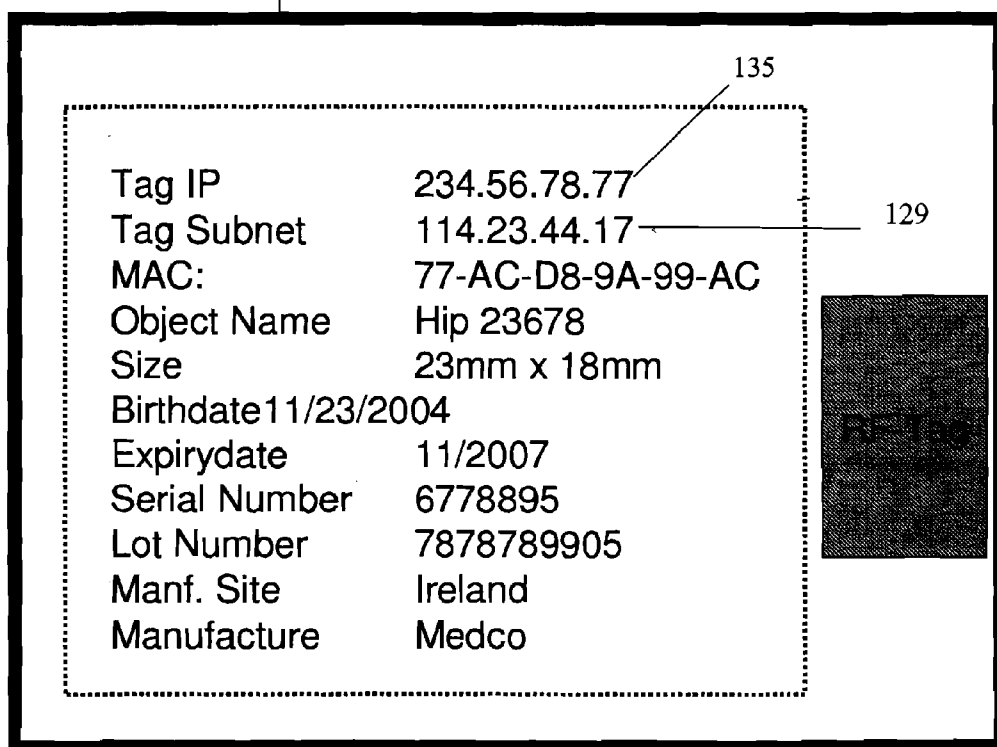 135
Tag IP 234.56.78.77
Tag Subnet 114.23.44.17
129
MAC: 77-AC-D8-9A-99-AC
Object Name Hip 23678
Size 23mm x 18mm
Birthdate11/23/2004
RF Tag
Expirydate 11/2007
Serial Number 6778895
Lot Number 7878789905
Manf. Site Ireland
Manufacture Medco